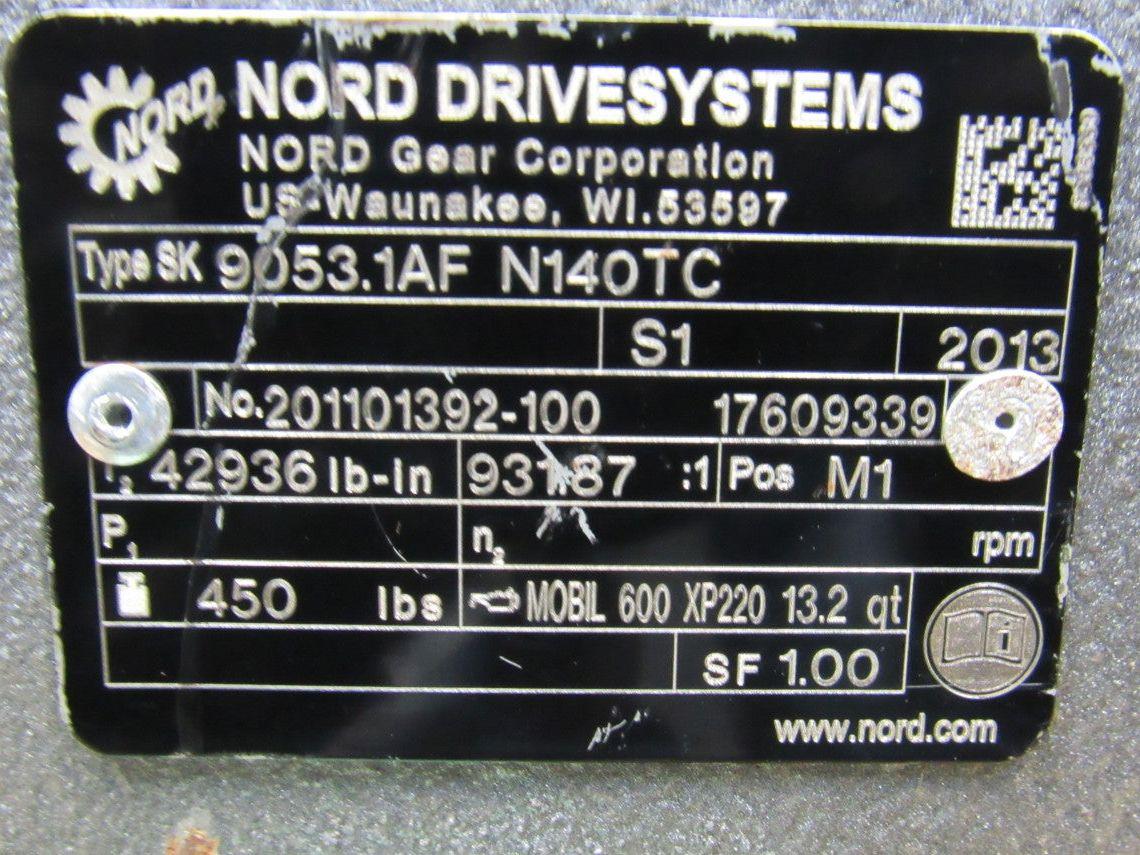 NORD
NORD DRIVESYSTEMS
NORD Gear Corporation
US-Waunakee, WI.53597
Type SK 9053.1AF N140TC
S1 2013
No.201101392-100 17609339
42936 lb-in 931.87 :1 Pos M1
P1 n2 rpm
450 lbs MOBIL 600 XP220 13.2 qt
i
SF 1.00
www.nord.com